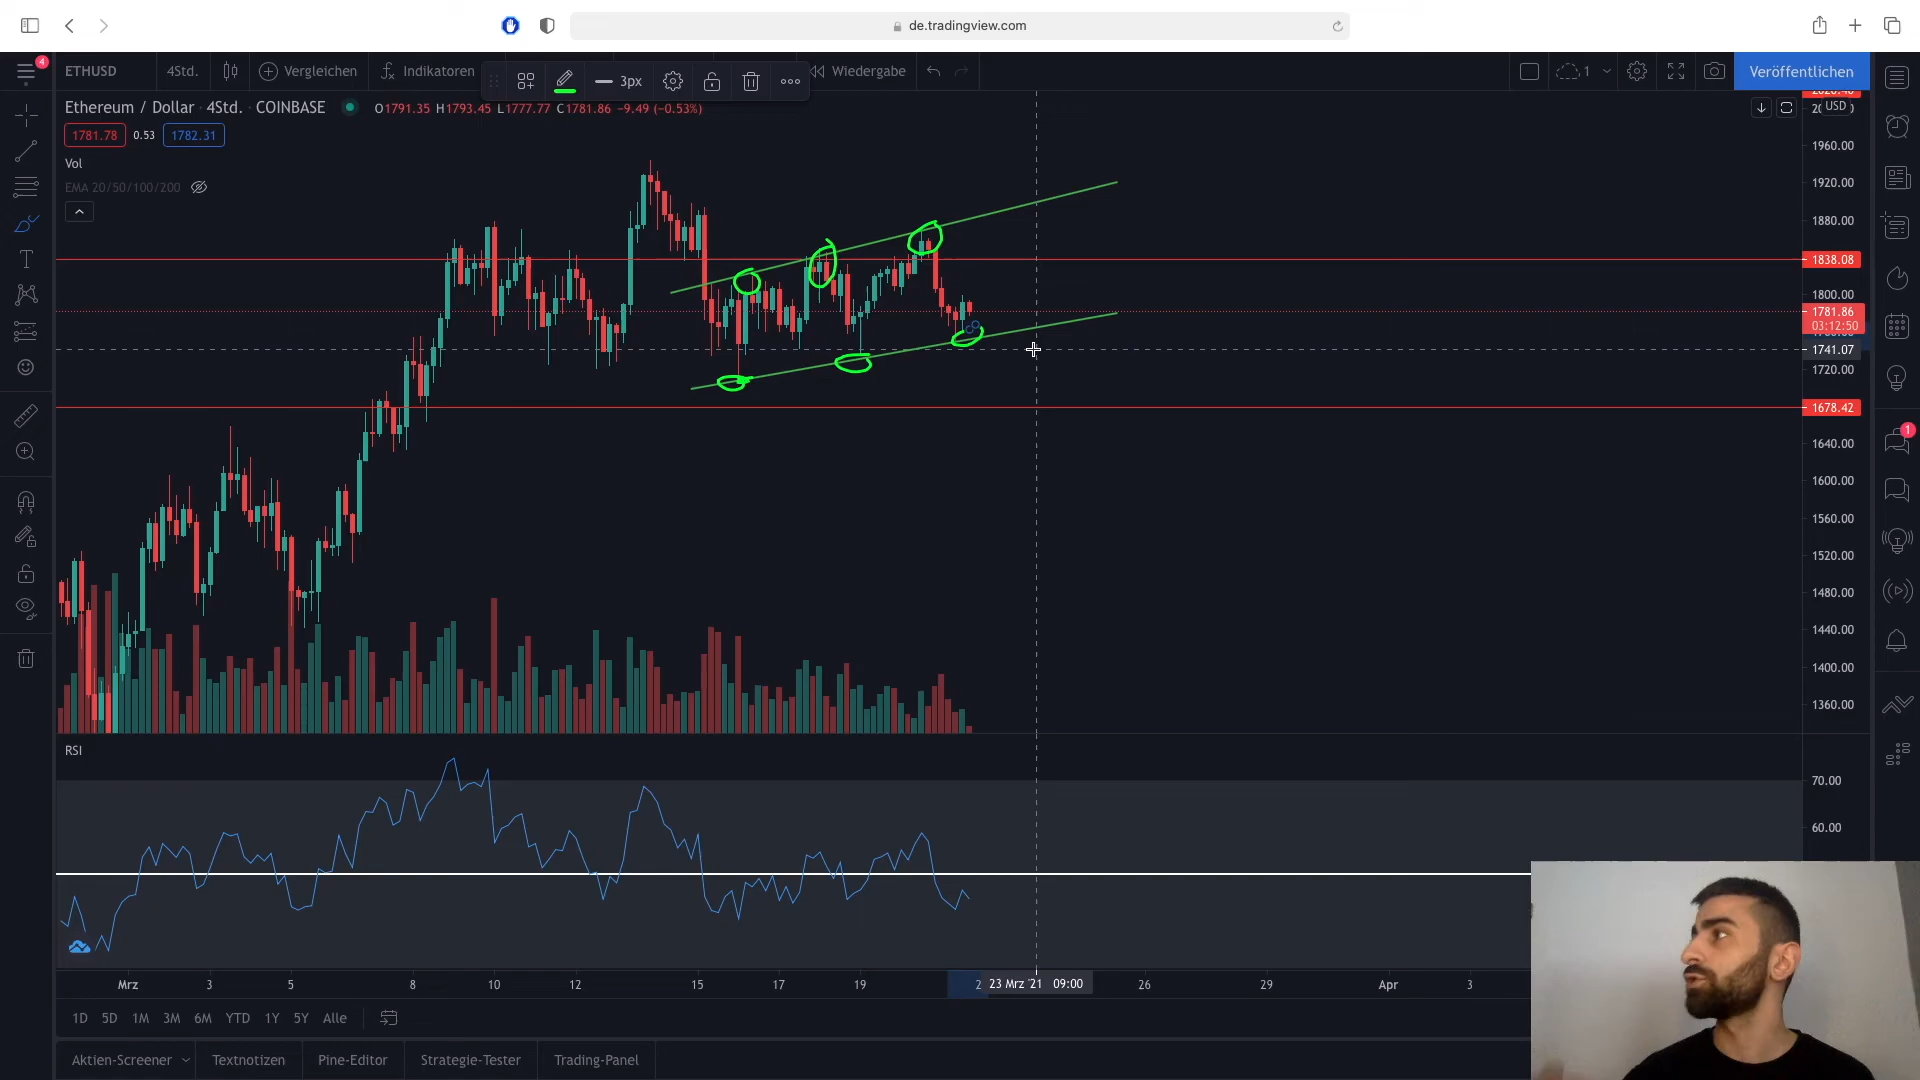 de.tradingview.com
4
ETHUSD
4Std.
Vergleichen
Indikatoren
3px
Wiedergabe
1
Veröffentlichen
Ethereum / Dollar · 4Std. · COINBASE
O1791.35 H1793.45 L1777.77 C1781.86 −9.49 (−0.53%)
USD
1781.78
0.53
1782.31
Vol
EMA 20/50/100/200
1960.00
1920.00
1880.00
1838.08
1800.00
1781.86
03:12:50
1741.07
1720.00
1678.42
1640.00
1600.00
1560.00
1520.00
1480.00
1440.00
1400.00
1360.00
1
RSI
70.00
60.00
Mrz
3
5
8
10
12
15
17
19
23 Mrz '21 09:00
26
29
Apr
3
1D
5D
1M
3M
6M
YTD
1Y
5Y
Alle
Aktien-Screener
Textnotizen
Pine-Editor
Strategie-Tester
Trading-Panel